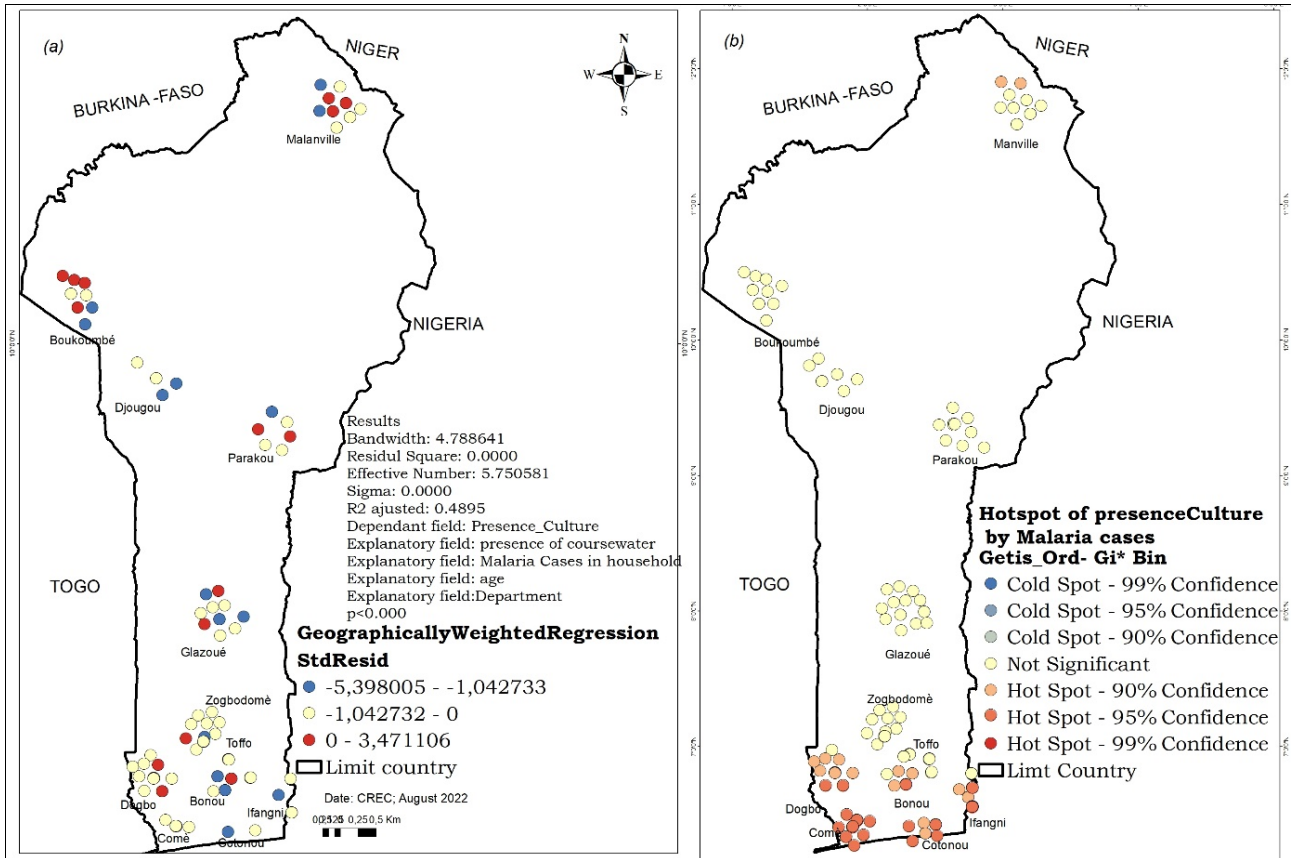 (a)
NIGER
N
W E
S
BURKINA -FASO
Malanville
Boukoumbé
NIGERIA
Djougou
Parakou
Results
Bandwidth: 4.788641
Residul Square: 0.0000
Effective Number: 5.750581
Sigma: 0.0000
R2 ajusted: 0.4895
Dependant field: Presence_Culture
Explanatory field: presence of coursewater
Explanatory field: Malaria Cases in household
Explanatory field: age
Explanatory field:Department
p<0.000
TOGO
Glazoué
GeographicallyWeightedRegression
StdResid
-5,398005 - -1,042733
-1,042732 - 0
0 - 3,471106
Limit country
Zogbodomè
Toffo
Dogbo
Bonou
Ifangni
Comè
Cotonou
Date: CREC; August 2022
0,25 Km
10°0'0"N
(b)
NIGER
BURKINA -FASO
Manville
Boukoumbé
NIGERIA
Djougou
Parakou
TOGO
Glazoué
Hotspot of presenceCulture
by Malaria cases
Getis_Ord- Gi* Bin
Cold Spot - 99% Confidence
Cold Spot - 95% Confidence
Cold Spot - 90% Confidence
Not Significant
Hot Spot - 90% Confidence
Hot Spot - 95% Confidence
Hot Spot - 99% Confidence
Limt Country
Zogbodomè
Toffo
Dogbo
Bonou
Ifangni
Comè
Cotonou